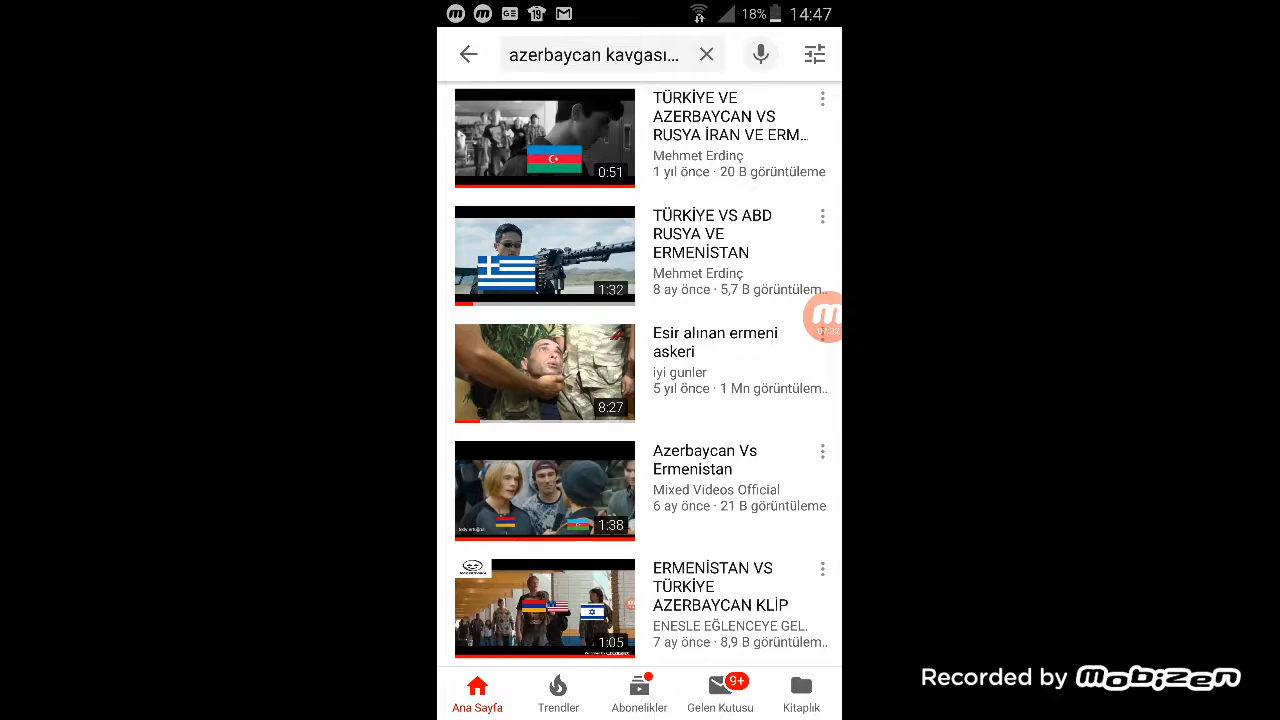 18% 14:47
azerbaycan kavgası...
TÜRKİYE VE
AZERBAYCAN VS
RUSYA İRAN VE ERM...
Mehmet Erdinç
1 yıl önce · 20 B görüntüleme
0:51
TÜRKİYE VS ABD
RUSYA VE
ERMENİSTAN
Mehmet Erdinç
8 ay önce · 5,7 B görüntülem..
1:32
07:32
Esir alınan ermeni
askeri
iyi gunler
5 yıl önce · 1 Mn görüntülem..
8:27
Azerbaycan Vs
Ermenistan
Mixed Videos Official
6 ay önce · 21 B görüntüleme
1:38
ERMENİSTAN VS
TÜRKİYE
AZERBAYCAN KLİP
ENESLE EĞLENCEYE GEL.
7 ay önce · 8,9 B görüntülem..
1:05
9+
Ana Sayfa Trendler Abonelikler Gelen Kutusu Kitaplık
Recorded by mobizen